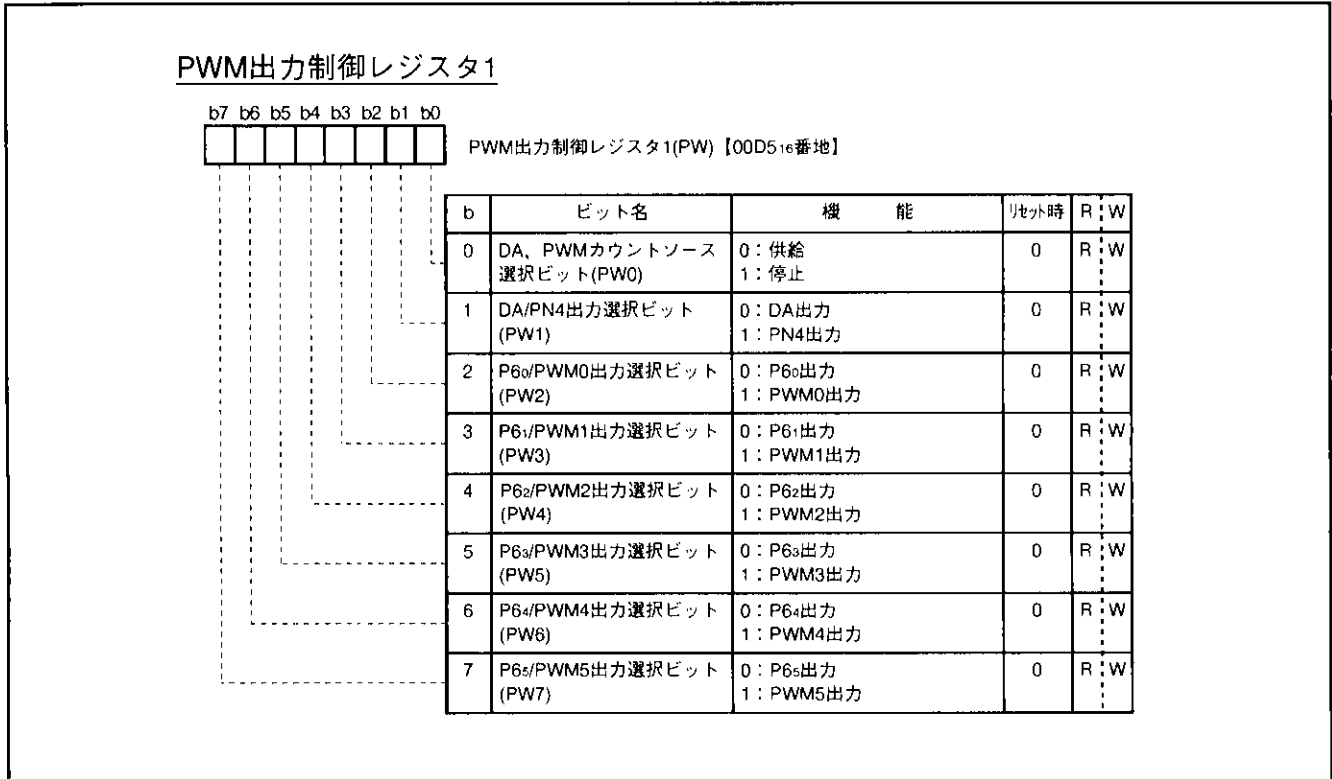 PWM出力制御レジスタ1
b7 b6 b5 b4 b3 b2 b1 b0
PWM出力制御レジスタ1(PW)【00D5₁₆番地】
b ビット名 機 能 リセット時 R W
0 DA、PWMカウントソース 0：供給 0 R W
選択ビット(PW0) 1：停止
1 DA/PN4出力選択ビット 0：DA出力 0 R W
(PW1) 1：PN4出力
2 P6₀/PWM0出力選択ビット 0：P6₀出力 0 R W
(PW2) 1：PWM0出力
3 P6₁/PWM1出力選択ビット 0：P6₁出力 0 R W
(PW3) 1：PWM1出力
4 P6₂/PWM2出力選択ビット 0：P6₂出力 0 R W
(PW4) 1：PWM2出力
5 P6₃/PWM3出力選択ビット 0：P6₃出力 0 R W
(PW5) 1：PWM3出力
6 P6₄/PWM4出力選択ビット 0：P6₄出力 0 R W
(PW6) 1：PWM4出力
7 P6₅/PWM5出力選択ビット 0：P6₅出力 0 R W
(PW7) 1：PWM5出力